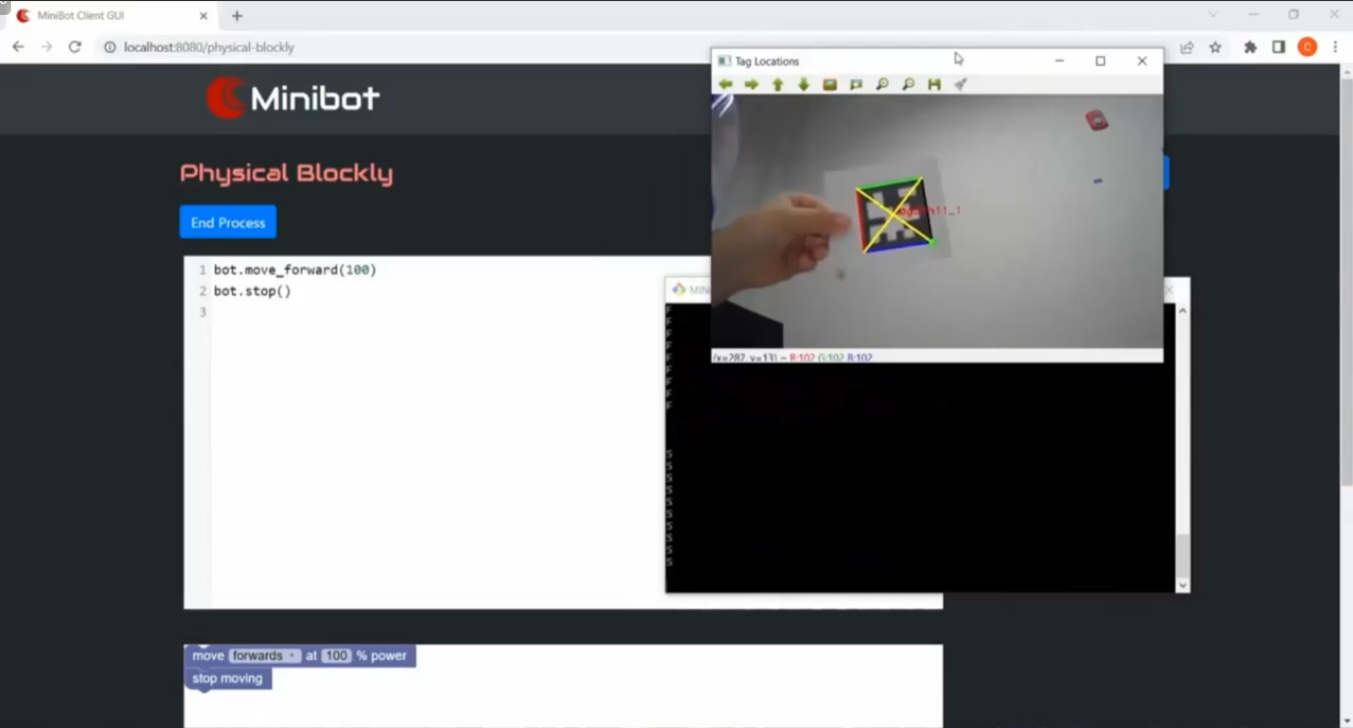 MiniBot Client GUI
localhost:8080/physical-blockly
C
Minibot
Physical Blockly
End Process
1 bot.move_forward(100)
2 bot.stop()
3
Tag Locations
(x=287, y=13) ~ R:102 G:102 B:102
MIN
F
F
F
F
F
F
F
F
F
S
S
S
S
S
S
S
S
S
S
move forwards at 100 % power
stop moving